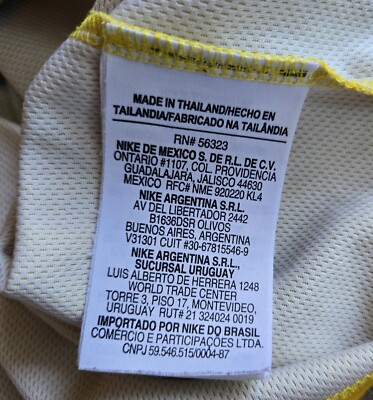 MADE IN THAILAND/HECHO EN
TAILANDIA/FABRICADO NA TAILÂNDIA
RN# 56323
NIKE DE MEXICO S. DE R.L. DE C.V.
ONTARIO #1107, COL. PROVIDENCIA
GUADALAJARA, JALISCO 44630
MEXICO RFC# NME 920220 KL4
NIKE ARGENTINA S.R.L.
AV DEL LIBERTADOR 2442
B1636DSR OLIVOS
BUENOS AIRES, ARGENTINA
V31301 CUIT #30-67815546-9
NIKE ARGENTINA S.R.L.,
SUCURSAL URUGUAY
LUIS ALBERTO DE HERRERA 1248
WORLD TRADE CENTER
TORRE 3, PISO 17, MONTEVIDEO,
URUGUAY RUT# 21 324024 0019
IMPORTADO POR NIKE DO BRASIL
COMÉRCIO E PARTICIPAÇÕES LTDA.
CNPJ 59.546.515/0004-87